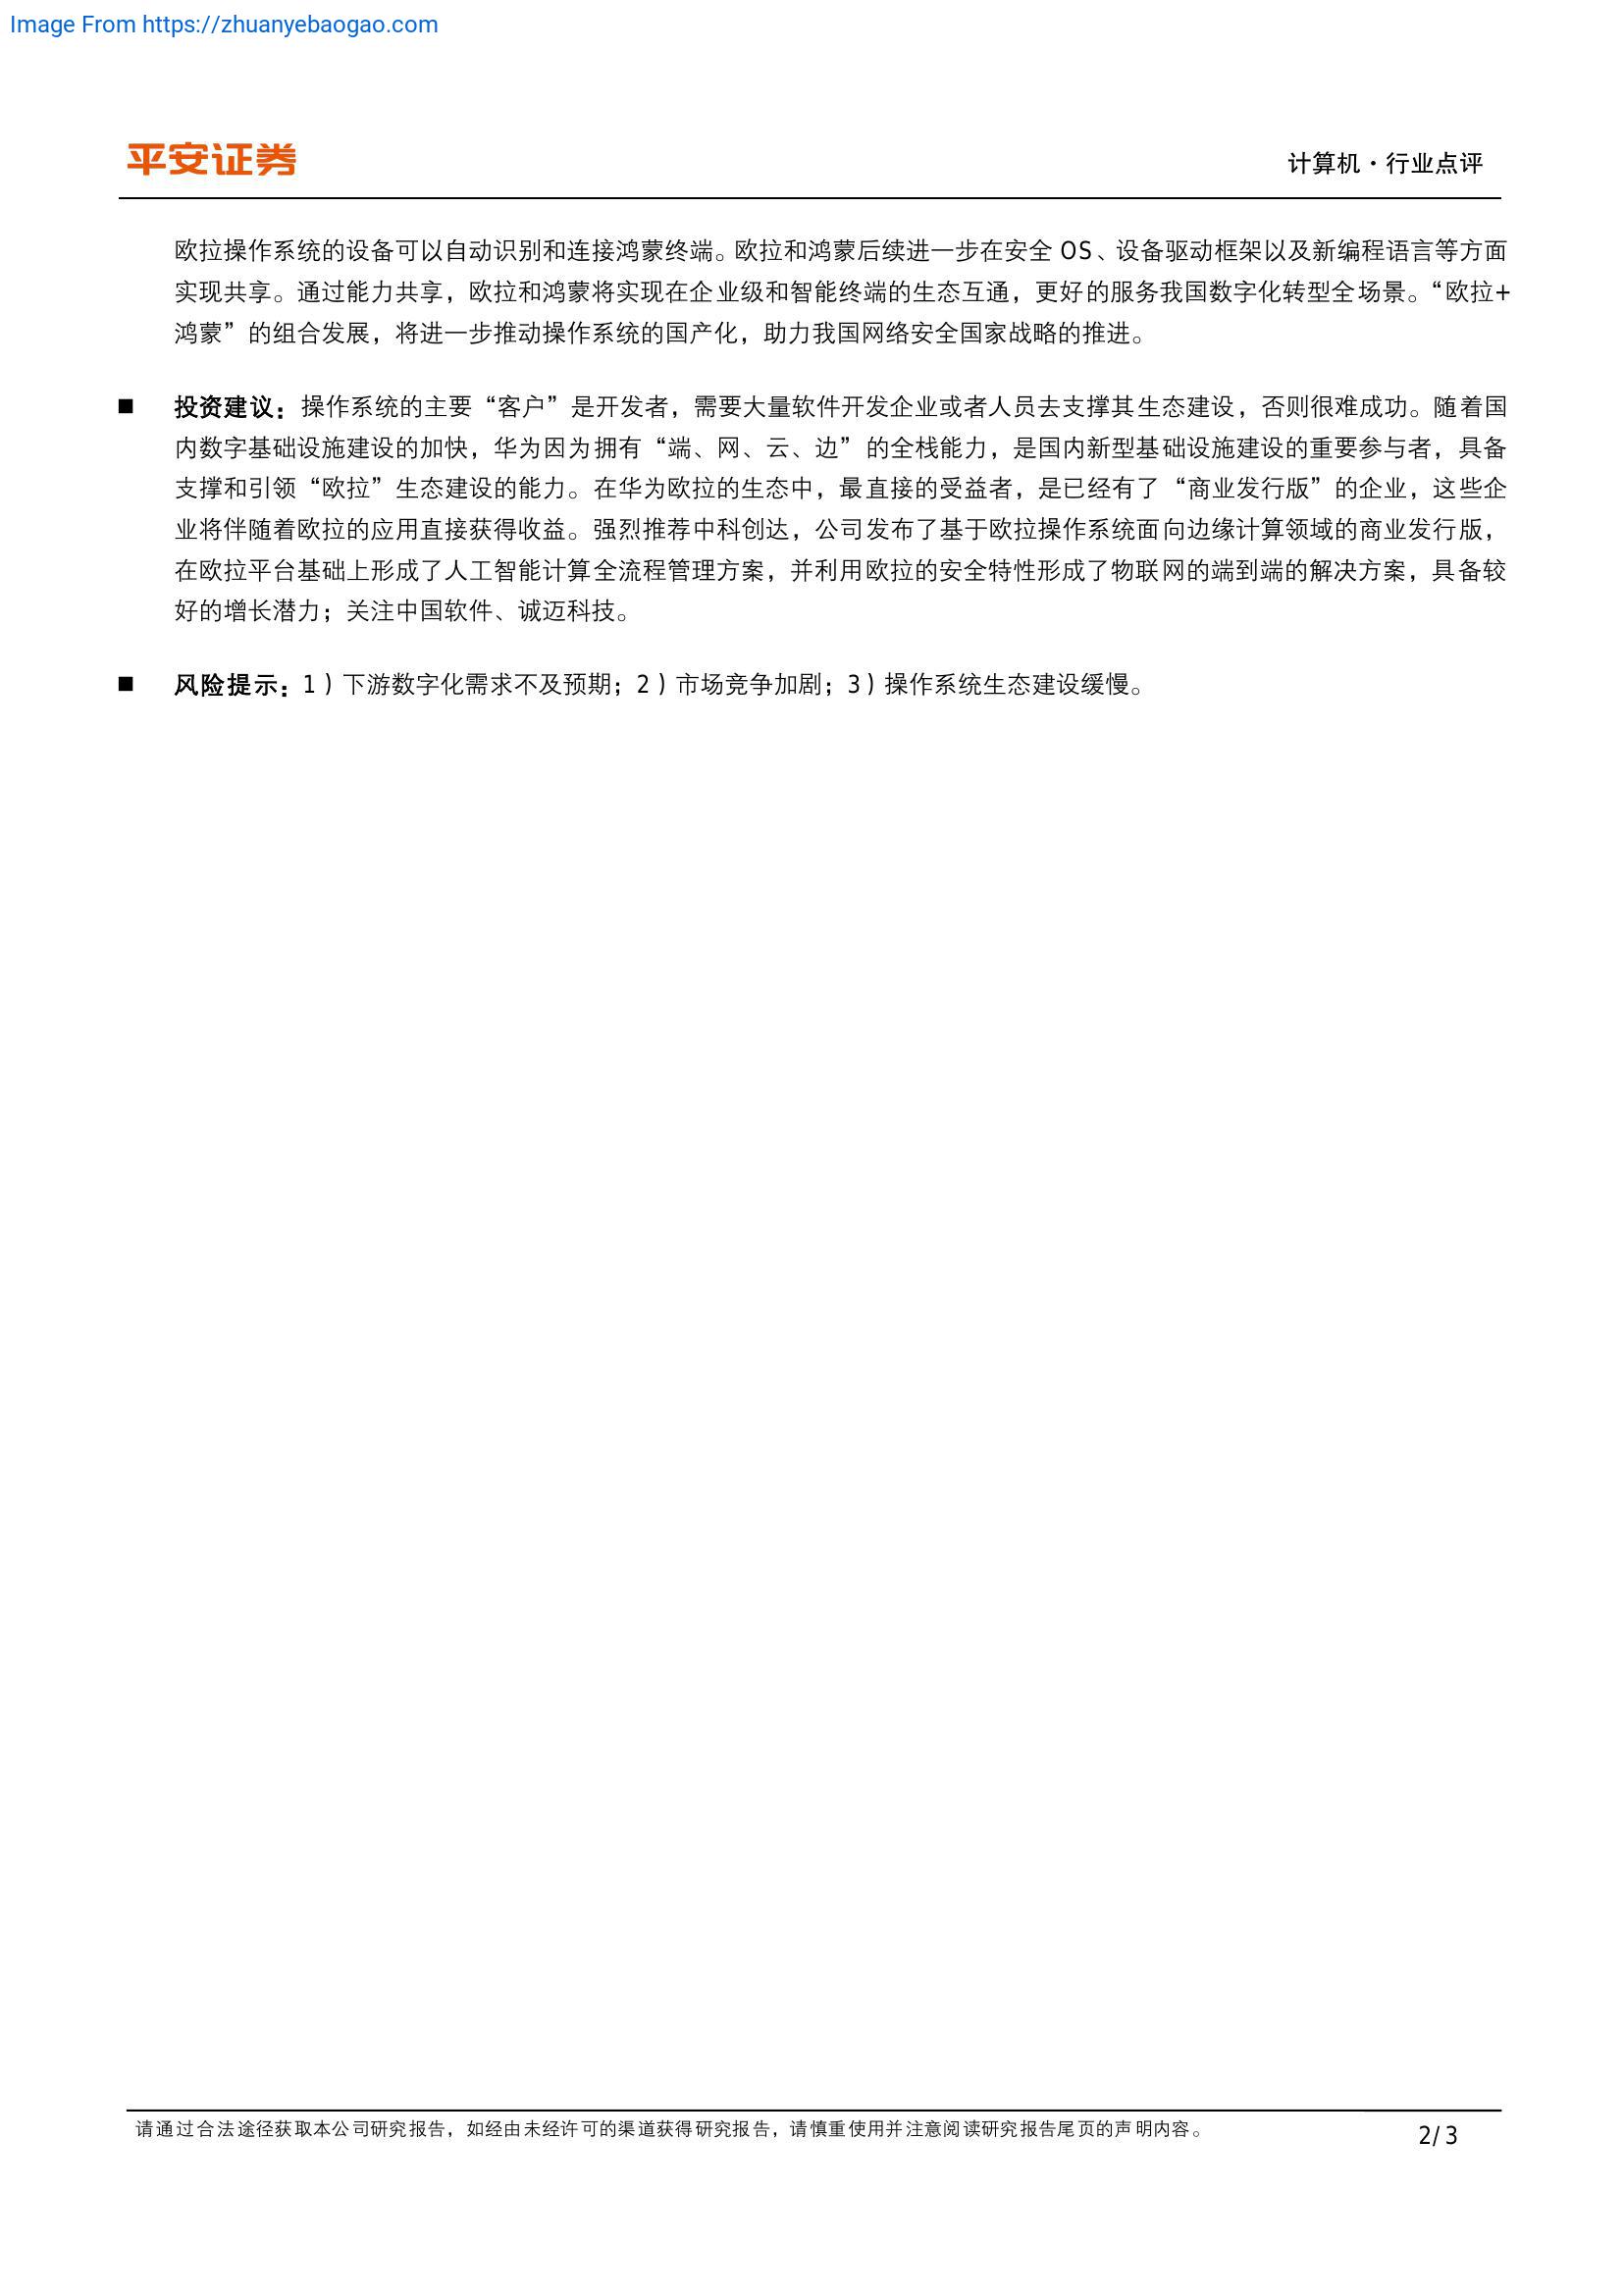 Image From https://zhuanyebaogao.com
平安证券
计算机·行业点评
欧拉操作系统的设备可以自动识别和连接鸿蒙终端。欧拉和鸿蒙后续进一步在安全 OS、设备驱动框架以及新编程语言等方面
实现共享。通过能力共享，欧拉和鸿蒙将实现在企业级和智能终端的生态互通，更好的服务我国数字化转型全场景。“欧拉+
鸿蒙”的组合发展，将进一步推动操作系统的国产化，助力我国网络安全国家战略的推进。
■ 投资建议：操作系统的主要“客户”是开发者，需要大量软件开发企业或者人员去支撑其生态建设，否则很难成功。随着国
内数字基础设施建设的加快，华为因为拥有“端、网、云、边”的全栈能力，是国内新型基础设施建设的重要参与者，具备
支撑和引领“欧拉”生态建设的能力。在华为欧拉的生态中，最直接的受益者，是已经有了“商业发行版”的企业，这些企
业将伴随着欧拉的应用直接获得收益。强烈推荐中科创达，公司发布了基于欧拉操作系统面向边缘计算领域的商业发行版，
在欧拉平台基础上形成了人工智能计算全流程管理方案，并利用欧拉的安全特性形成了物联网的端到端的解决方案，具备较
好的增长潜力；关注中国软件、诚迈科技。
■ 风险提示：1）下游数字化需求不及预期；2）市场竞争加剧；3）操作系统生态建设缓慢。
请通过合法途径获取本公司研究报告，如经由未经许可的渠道获得研究报告，请慎重使用并注意阅读研究报告尾页的声明内容。
2/ 3